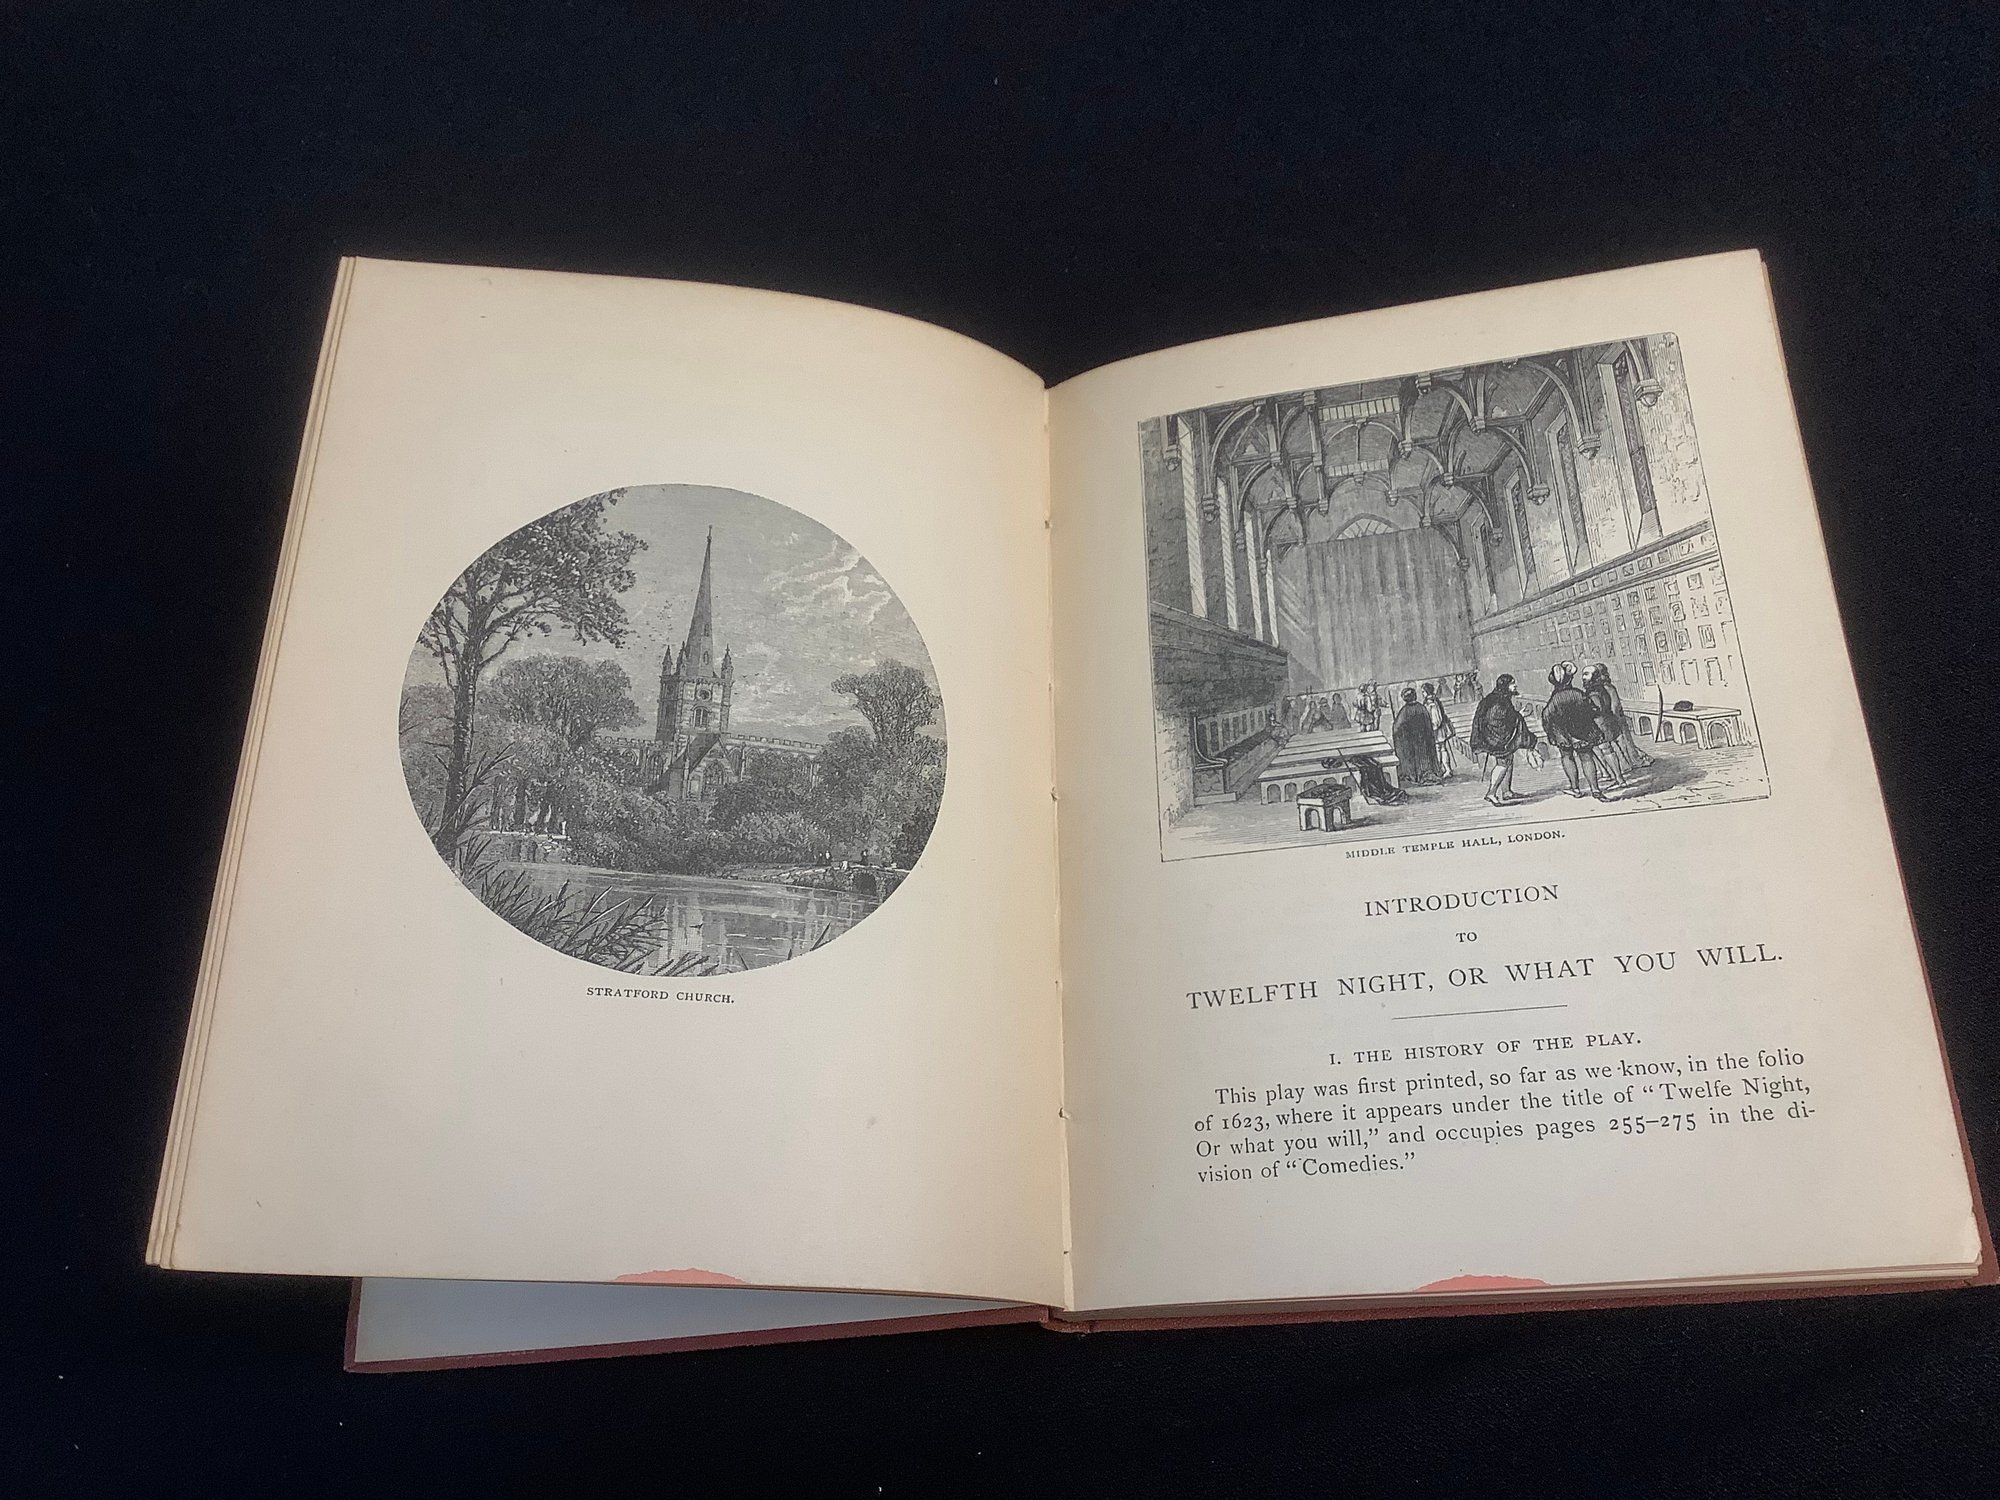 STRATFORD CHURCH.
MIDDLE TEMPLE HALL, LONDON.
INTRODUCTION
TO
TWELFTH NIGHT, OR WHAT YOU WILL.
I. THE HISTORY OF THE PLAY.
This play was first printed, so far as we know, in the folio
of 1623, where it appears under the title of “Twelfe Night,
Or what you will,” and occupies pages 255–275 in the di-
vision of “Comedies.”